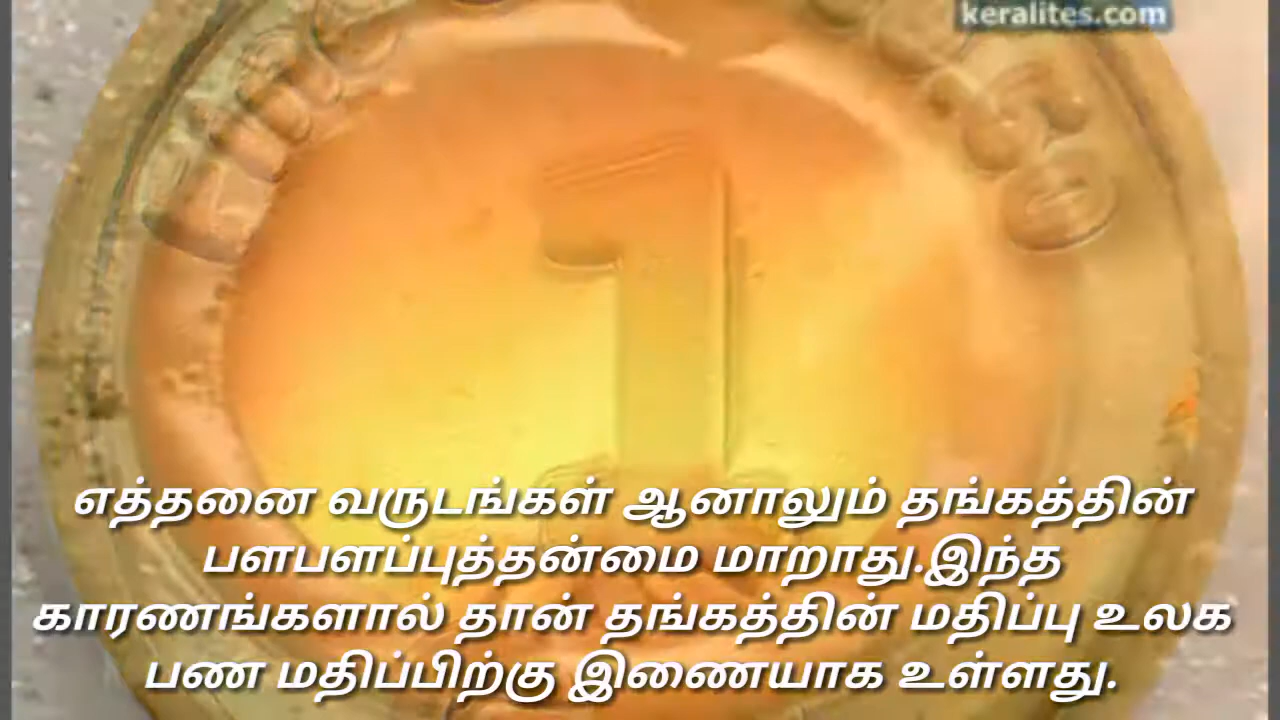 keralites.com
1
எத்தனை வருடங்கள் ஆனாலும் தங்கத்தின்
பளபளப்புத்தன்மை மாறாது.இந்த
காரணங்களால் தான் தங்கத்தின் மதிப்பு உலக
பண மதிப்பிற்கு இணையாக உள்ளது.